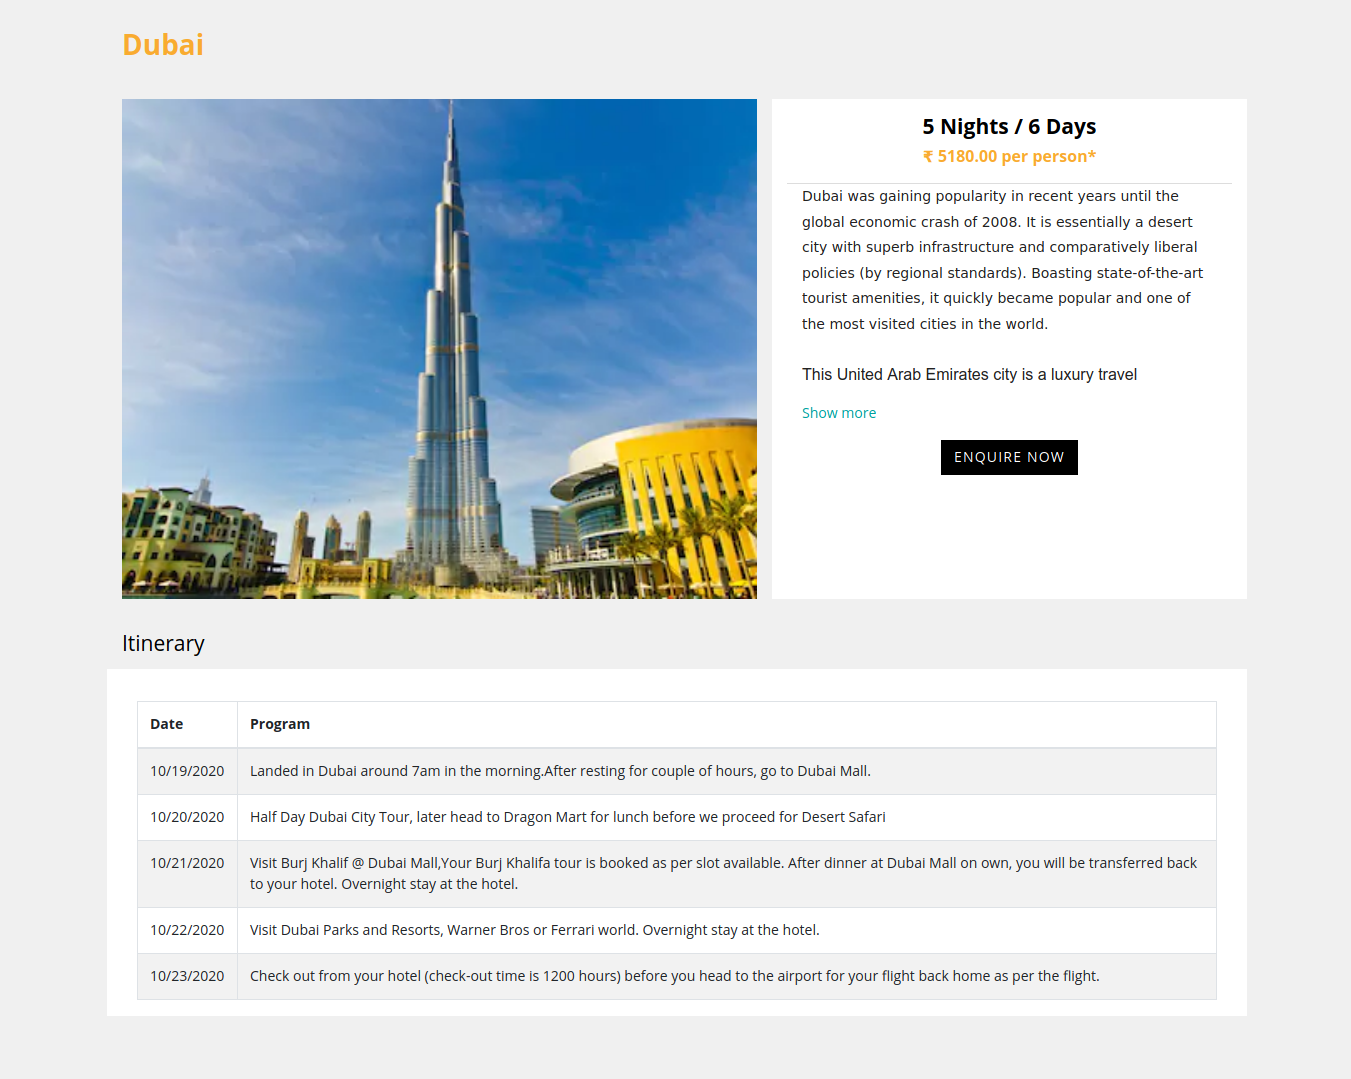 Dubai
5 Nights / 6 Days
₹ 5180.00 per person*
Dubai was gaining popularity in recent years until the
global economic crash of 2008. It is essentially a desert
city with superb infrastructure and comparatively liberal
policies (by regional standards). Boasting state-of-the-art
tourist amenities, it quickly became popular and one of
the most visited cities in the world.
This United Arab Emirates city is a luxury travel
Show more
ENQUIRE NOW
Itinerary
Date Program
10/19/2020 Landed in Dubai around 7am in the morning.After resting for couple of hours, go to Dubai Mall.
10/20/2020 Half Day Dubai City Tour, later head to Dragon Mart for lunch before we proceed for Desert Safari
10/21/2020 Visit Burj Khalif @ Dubai Mall,Your Burj Khalifa tour is booked as per slot available. After dinner at Dubai Mall on own, you will be transferred back
to your hotel. Overnight stay at the hotel.
10/22/2020 Visit Dubai Parks and Resorts, Warner Bros or Ferrari world. Overnight stay at the hotel.
10/23/2020 Check out from your hotel (check-out time is 1200 hours) before you head to the airport for your flight back home as per the flight.